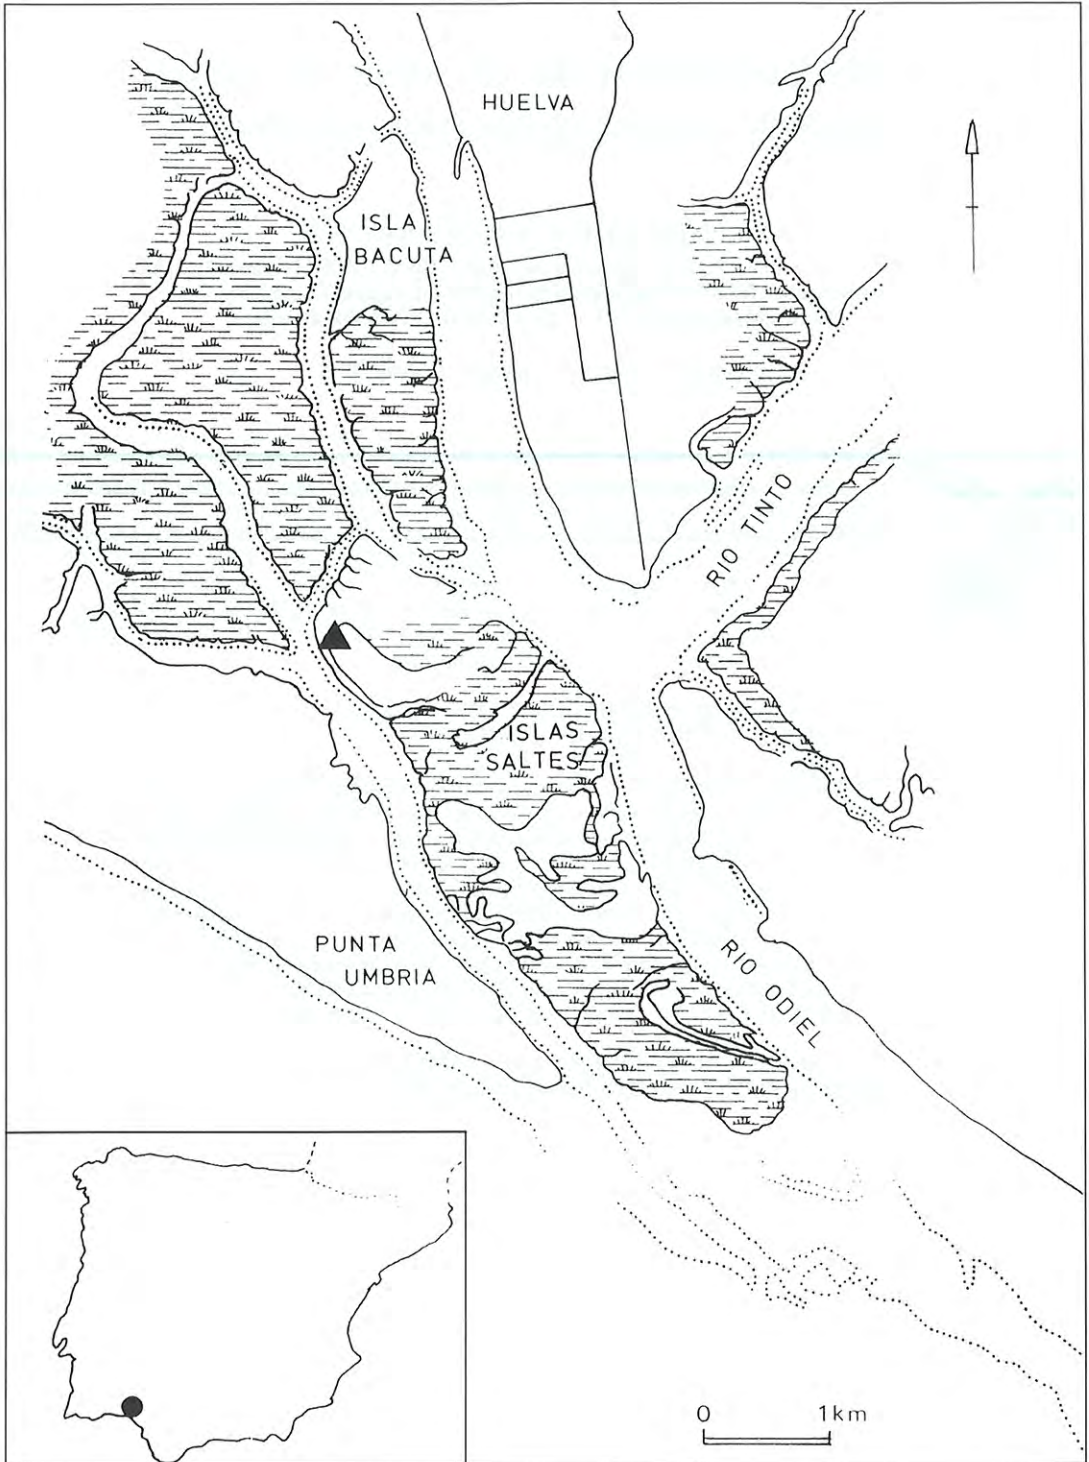 HUELVA
ISLA
BACUTA
RIO TINTO
ISLAS
SALTES
PUNTA
UMBRIA
RIO ODIEL
0 1km